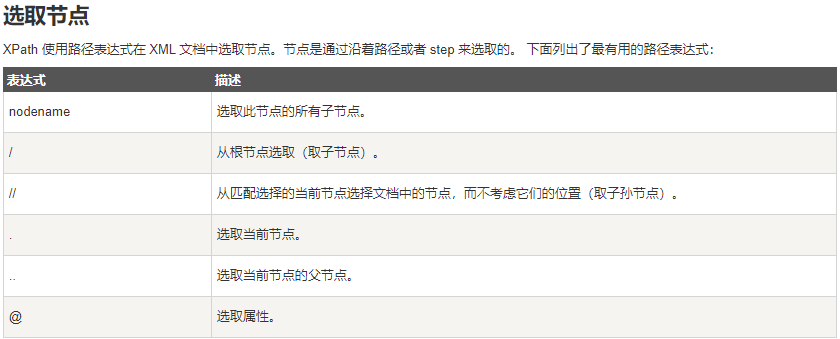 选取节点
XPath 使用路径表达式在 XML 文档中选取节点。节点是通过沿着路径或者 step 来选取的。 下面列出了最有用的路径表达式：
表达式 描述
nodename 选取此节点的所有子节点。
/ 从根节点选取（取子节点）。
// 从匹配选择的当前节点选择文档中的节点，而不考虑它们的位置（取子孙节点）。
. 选取当前节点。
.. 选取当前节点的父节点。
@ 选取属性。